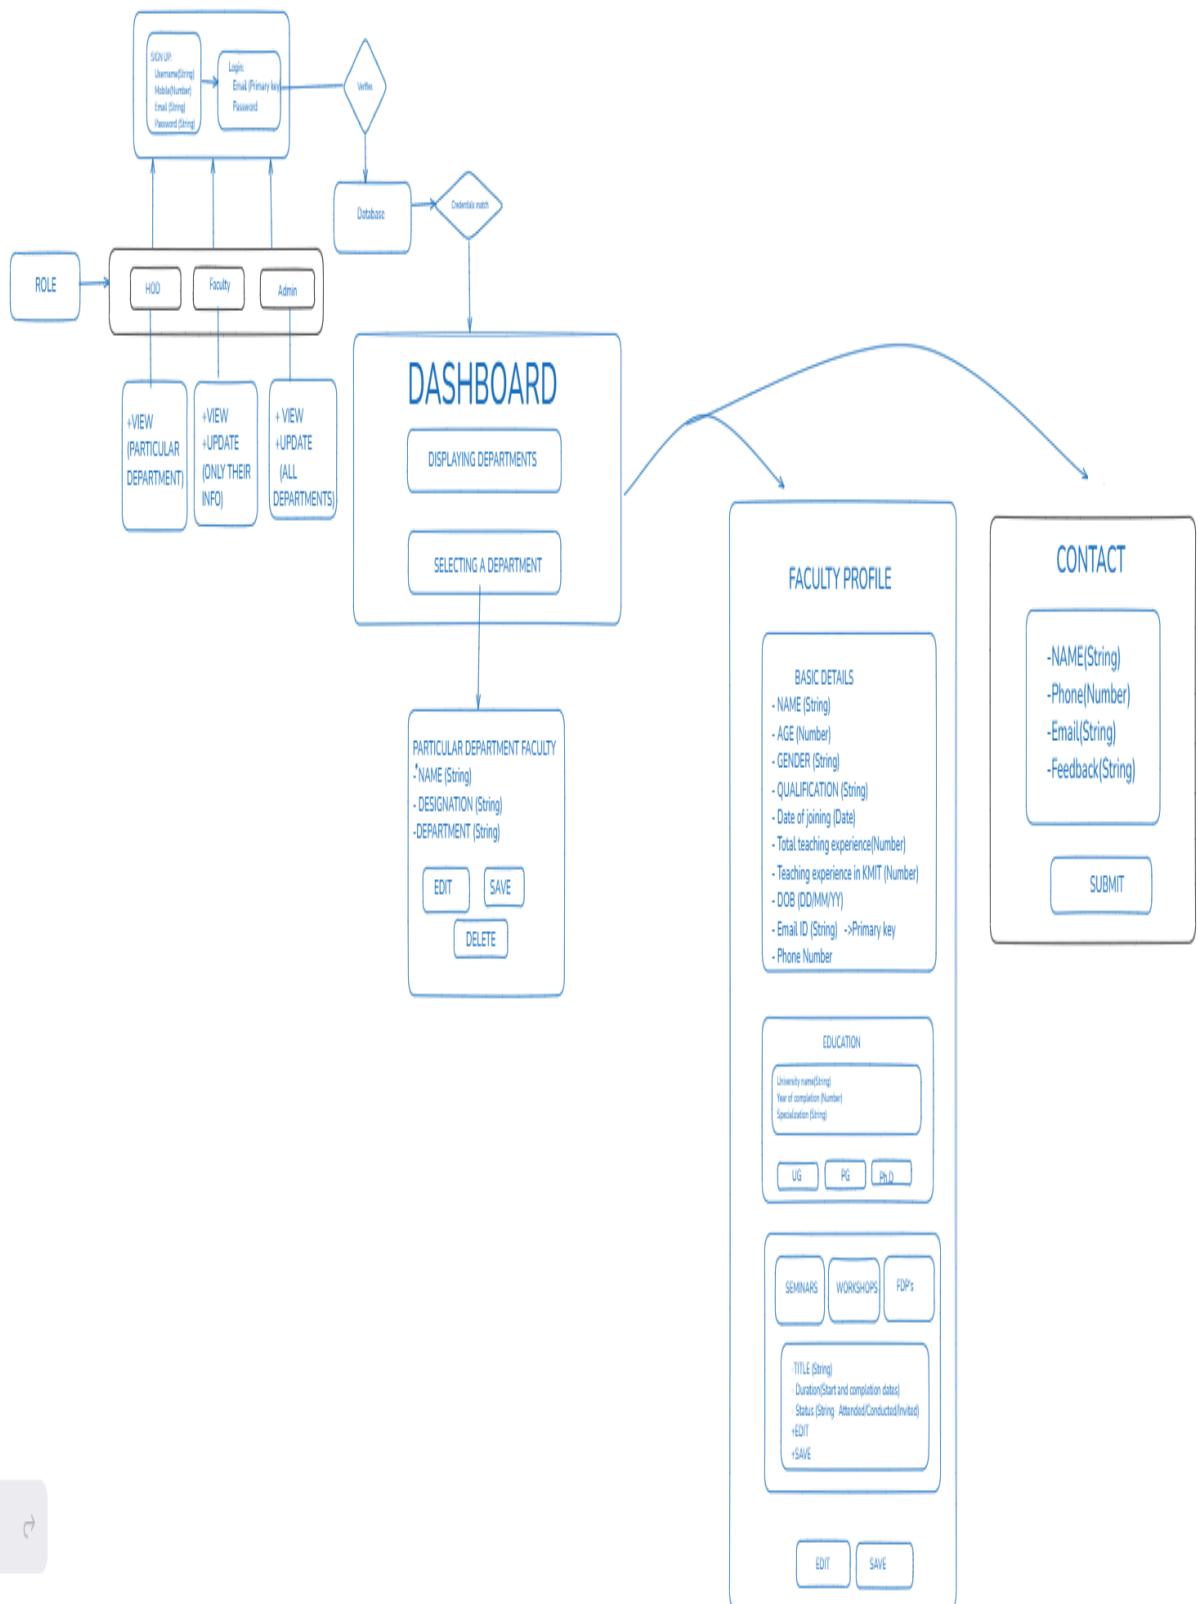 SIGN UP:
Username(String)
Mobile(Number)
Email (String)
Password (String)
Login:
Email (Primary key)
Password
Verifies
Database
Credentials match
ROLE
HOD
Faculty
Admin
+VIEW
(PARTICULAR
DEPARTMENT)
+VIEW
+UPDATE
(ONLY THEIR
INFO)
+ VIEW
+UPDATE
(ALL
DEPARTMENTS)
DASHBOARD
DISPLAYING DEPARTMENTS
SELECTING A DEPARTMENT
PARTICULAR DEPARTMENT FACULTY
-NAME (String)
- DESIGNATION (String)
-DEPARTMENT (String)
EDIT
SAVE
DELETE
FACULTY PROFILE
BASIC DETAILS
- NAME (String)
- AGE (Number)
- GENDER (String)
- QUALIFICATION (String)
- Date of joining (Date)
- Total teaching experience(Number)
- Teaching experience in KMIT (Number)
- DOB (DD/MM/YY)
- Email ID (String) ->Primary key
- Phone Number
EDUCATION
University name(String)
Year of completion (Number)
Specialization (String)
UG
PG
Ph.D
SEMINARS
WORKSHOPS
FDP's
-TITLE (String)
- Duration(Start and completion dates)
- Status (String- Attended/Conducted/Invited)
+EDIT
+SAVE
EDIT
SAVE
CONTACT
-NAME(String)
-Phone(Number)
-Email(String)
-Feedback(String)
SUBMIT